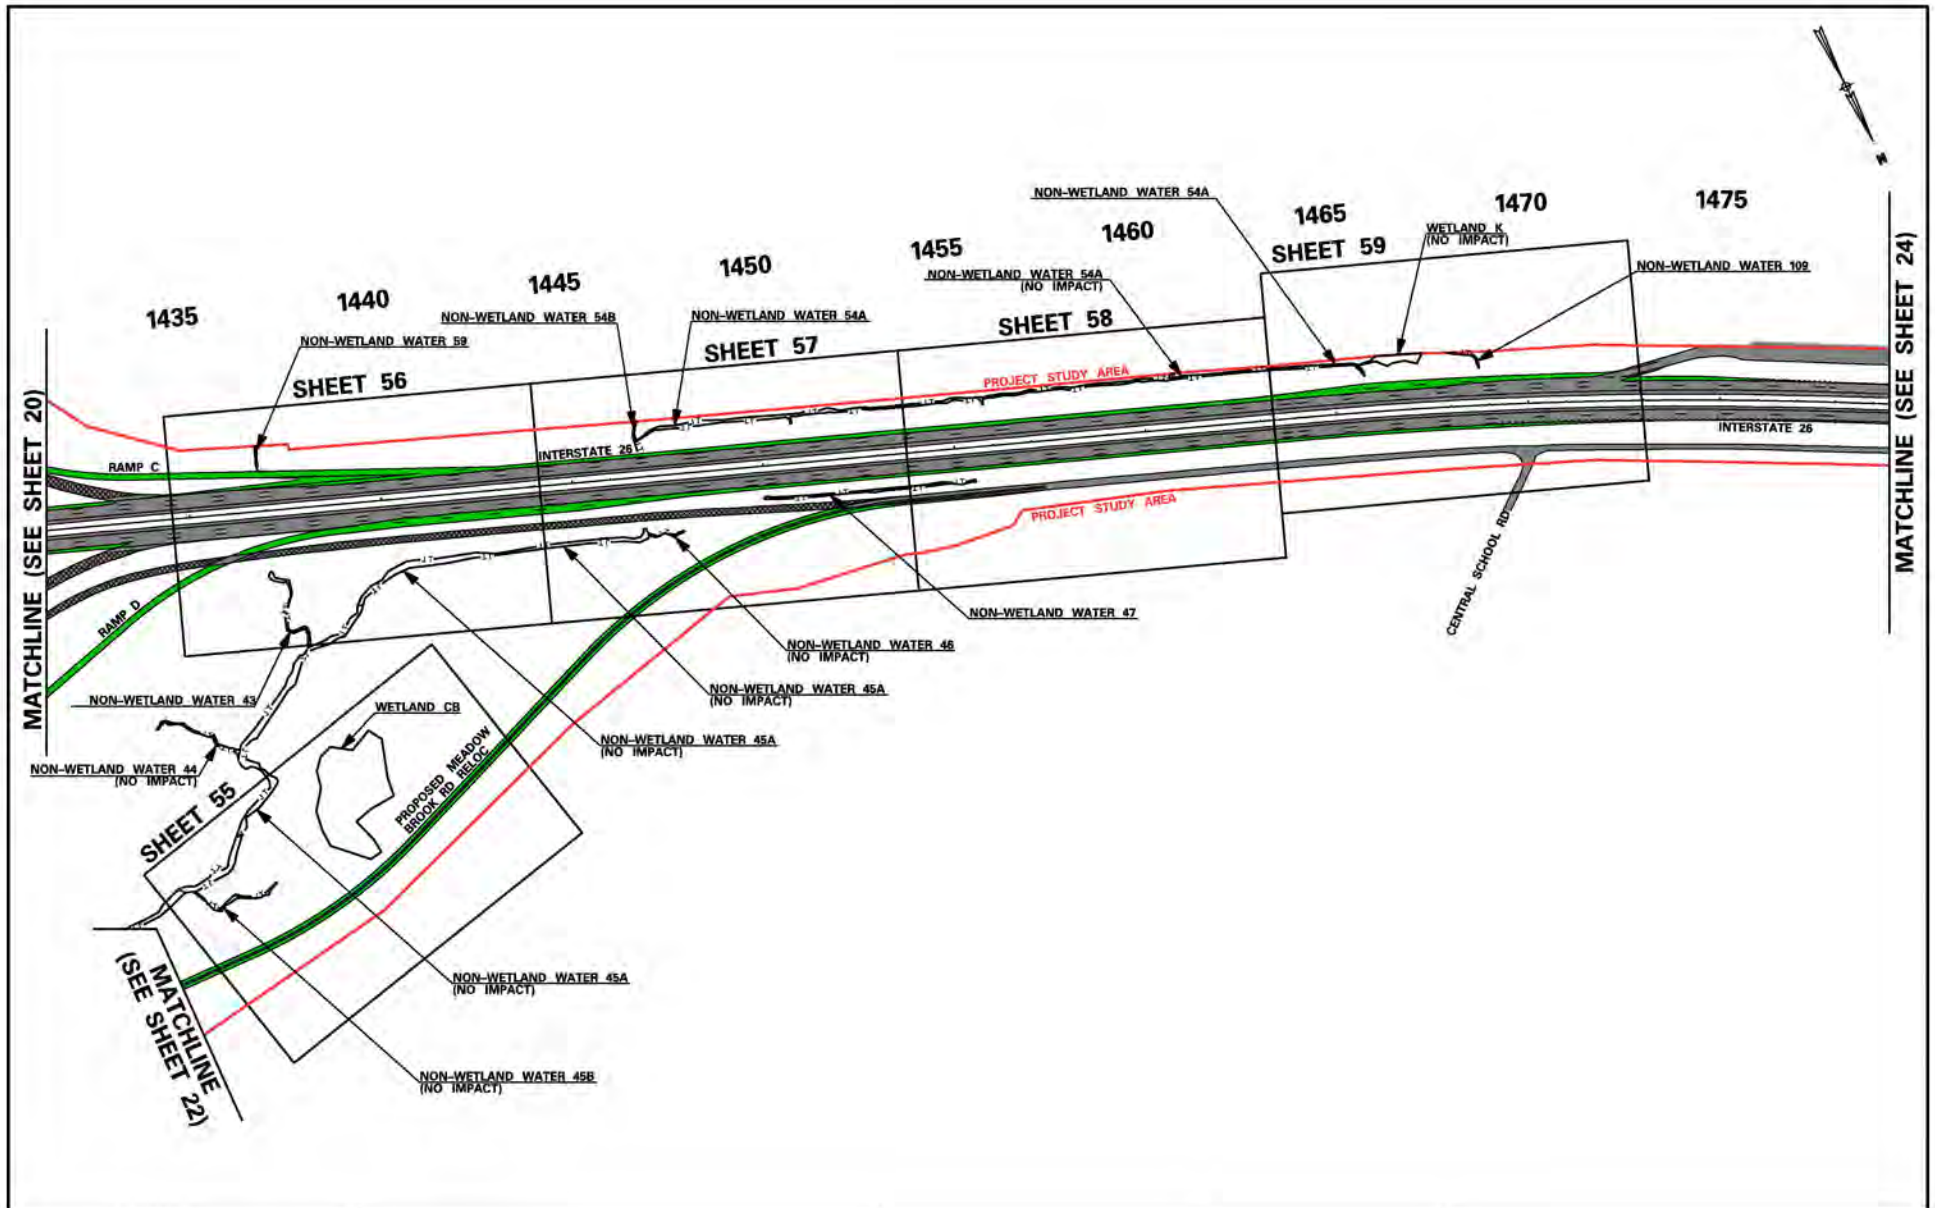 N
1435
1440
1445
1450
1455
1460
1465
1470
1475
SHEET 56
SHEET 57
SHEET 58
SHEET 59
SHEET 55
NON-WETLAND WATER 59
NON-WETLAND WATER 54B
NON-WETLAND WATER 54A
NON-WETLAND WATER 54A
(NO IMPACT)
NON-WETLAND WATER 54A
WETLAND K
(NO IMPACT)
NON-WETLAND WATER 109
PROJECT STUDY AREA
INTERSTATE 26
INTERSTATE 26
PROJECT STUDY AREA
RAMP C
RAMP D
CENTRAL SCHOOL RD
NON-WETLAND WATER 47
NON-WETLAND WATER 46
(NO IMPACT)
NON-WETLAND WATER 45A
(NO IMPACT)
NON-WETLAND WATER 45A
(NO IMPACT)
NON-WETLAND WATER 43
WETLAND CB
NON-WETLAND WATER 44
(NO IMPACT)
PROPOSED MEADOW
BROOK RD RELOC
NON-WETLAND WATER 45A
(NO IMPACT)
NON-WETLAND WATER 45B
(NO IMPACT)
MATCHLINE (SEE SHEET 20)
MATCHLINE (SEE SHEET 24)
MATCHLINE
(SEE SHEET 22)